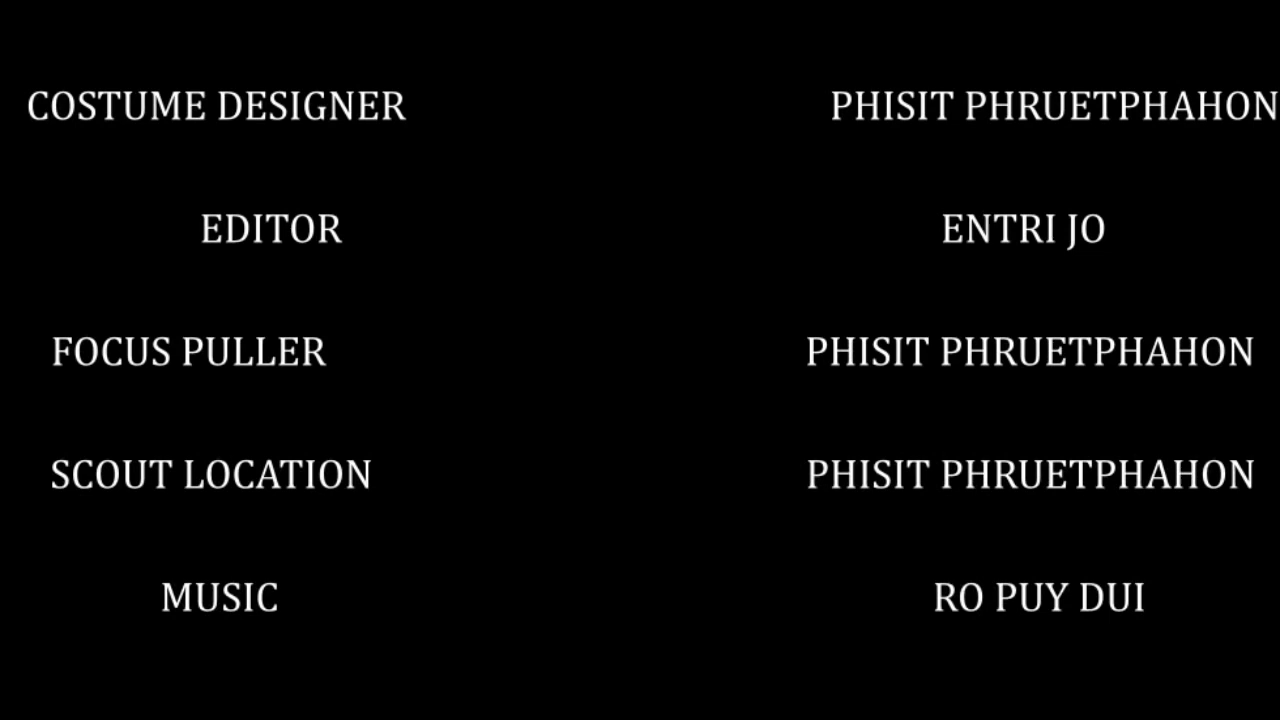 COSTUME DESIGNER PHISIT PHRUETPHAHON
EDITOR ENTRI JO
FOCUS PULLER PHISIT PHRUETPHAHON
SCOUT LOCATION PHISIT PHRUETPHAHON
MUSIC RO PUY DUI